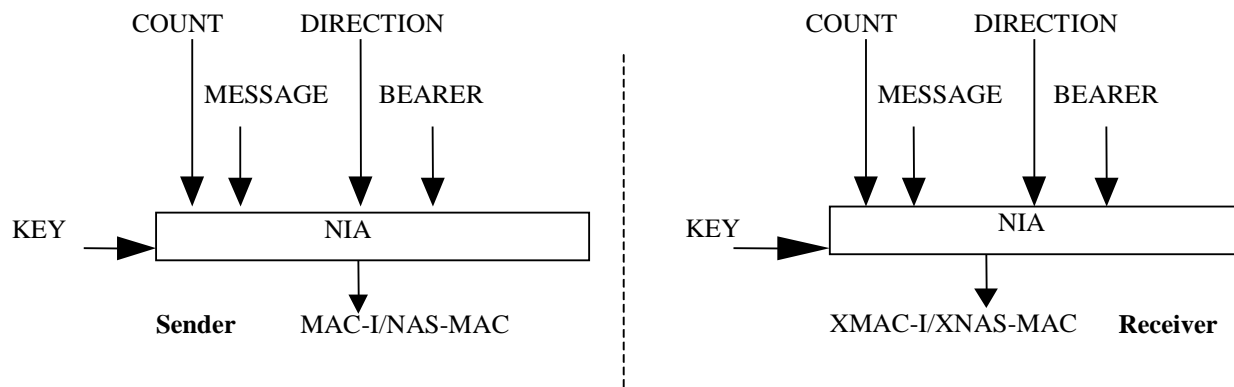 COUNT DIRECTION
MESSAGE BEARER
KEY
NIA
Sender MAC-I/NAS-MAC
COUNT DIRECTION
MESSAGE BEARER
KEY
NIA
XMAC-I/XNAS-MAC Receiver